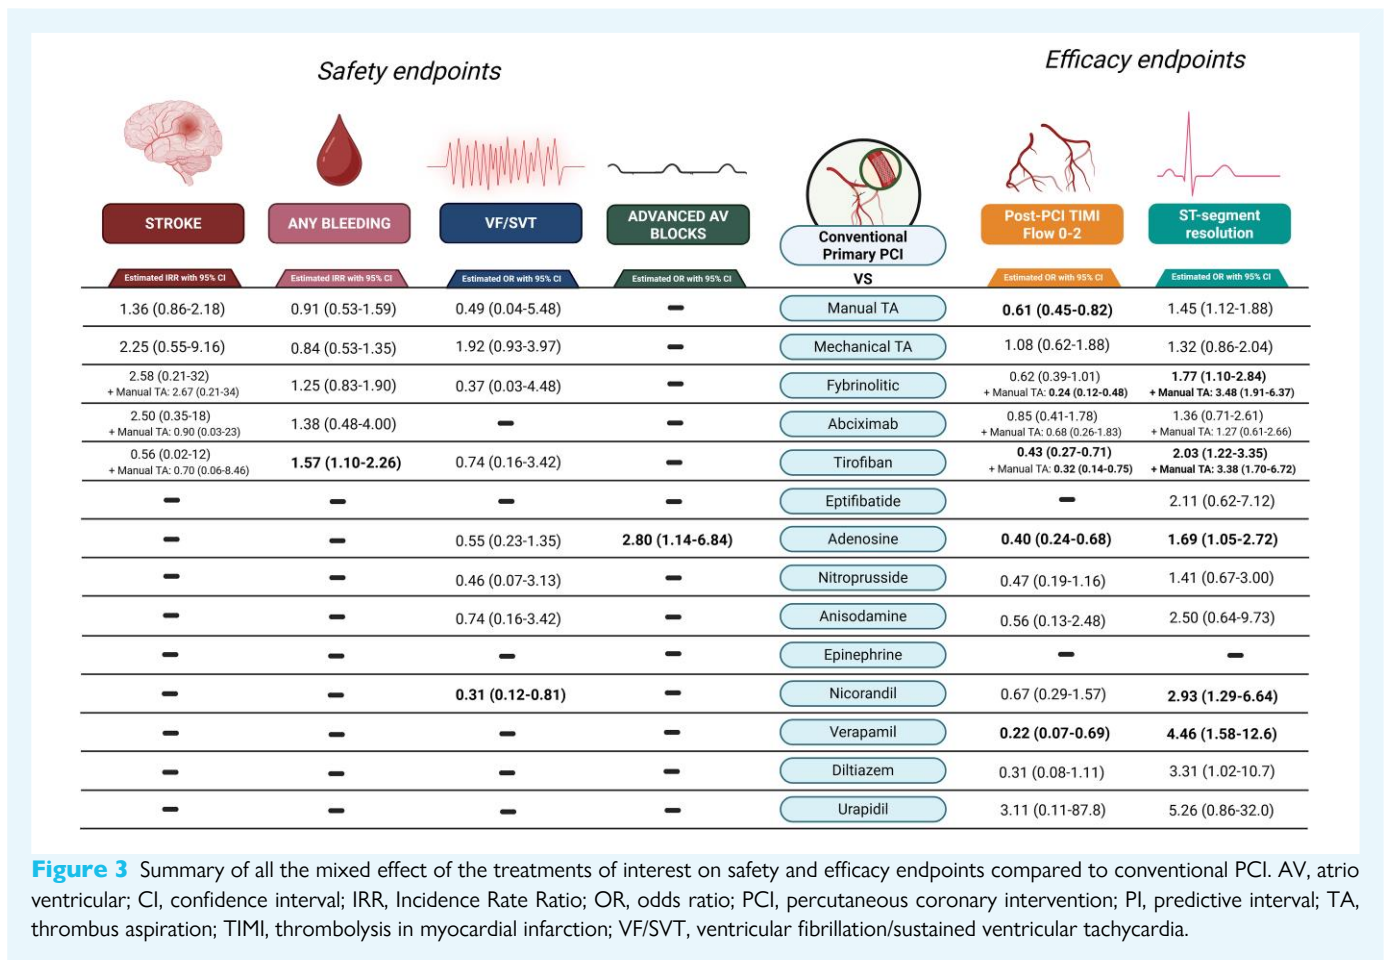 Safety endpoints
Efficacy endpoints
STROKE
ANY BLEEDING
VF/SVT
ADVANCED AV
BLOCKS
Conventional
Primary PCI
VS
Post-PCI TIMI
Flow 0-2
ST-segment
resolution
Estimated IRR with 95% CI
Estimated IRR with 95% CI
Estimated OR with 95% CI
Estimated OR with 95% CI
Estimated OR with 95% CI
Estimated OR with 95% CI
1.36 (0.86-2.18) 0.91 (0.53-1.59) 0.49 (0.04-5.48) – Manual TA 0.61 (0.45-0.82) 1.45 (1.12-1.88)
2.25 (0.55-9.16) 0.84 (0.53-1.35) 1.92 (0.93-3.97) – Mechanical TA 1.08 (0.62-1.88) 1.32 (0.86-2.04)
2.58 (0.21-32)
+ Manual TA: 2.67 (0.21-34)
1.25 (0.83-1.90) 0.37 (0.03-4.48) – Fybrinolitic
0.62 (0.39-1.01)
+ Manual TA: 0.24 (0.12-0.48)
1.77 (1.10-2.84)
+ Manual TA: 3.48 (1.91-6.37)
2.50 (0.35-18)
+ Manual TA: 0.90 (0.03-23)
1.38 (0.48-4.00) – – Abciximab
0.85 (0.41-1.78)
+ Manual TA: 0.68 (0.26-1.83)
1.36 (0.71-2.61)
+ Manual TA: 1.27 (0.61-2.66)
0.56 (0.02-12)
+ Manual TA: 0.70 (0.06-8.46)
1.57 (1.10-2.26) 0.74 (0.16-3.42) – Tirofiban
0.43 (0.27-0.71)
+ Manual TA: 0.32 (0.14-0.75)
2.03 (1.22-3.35)
+ Manual TA: 3.38 (1.70-6.72)
– – – – Eptifibatide – 2.11 (0.62-7.12)
– – 0.55 (0.23-1.35) 2.80 (1.14-6.84) Adenosine 0.40 (0.24-0.68) 1.69 (1.05-2.72)
– – 0.46 (0.07-3.13) – Nitroprusside 0.47 (0.19-1.16) 1.41 (0.67-3.00)
– – 0.74 (0.16-3.42) – Anisodamine 0.56 (0.13-2.48) 2.50 (0.64-9.73)
– – – – Epinephrine – –
– – 0.31 (0.12-0.81) – Nicorandil 0.67 (0.29-1.57) 2.93 (1.29-6.64)
– – – – Verapamil 0.22 (0.07-0.69) 4.46 (1.58-12.6)
– – – – Diltiazem 0.31 (0.08-1.11) 3.31 (1.02-10.7)
– – – – Urapidil 3.11 (0.11-87.8) 5.26 (0.86-32.0)
Figure 3 Summary of all the mixed effect of the treatments of interest on safety and efficacy endpoints compared to conventional PCI. AV, atrio
ventricular; CI, confidence interval; IRR, Incidence Rate Ratio; OR, odds ratio; PCI, percutaneous coronary intervention; PI, predictive interval; TA,
thrombus aspiration; TIMI, thrombolysis in myocardial infarction; VF/SVT, ventricular fibrillation/sustained ventricular tachycardia.